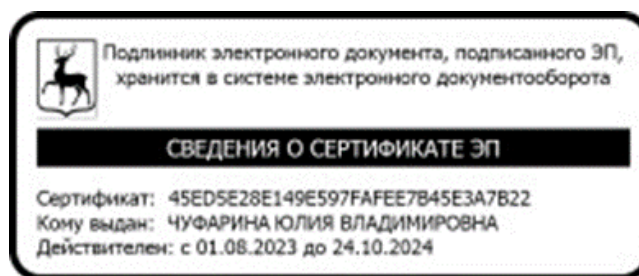 Подлинник электронного документа, подписанного ЭП,
хранится в системе электронного документооборота
СВЕДЕНИЯ О СЕРТИФИКАТЕ ЭП
Сертификат: 45ED5E28E149E597FAFEE7B45E3A7B22
Кому выдан: ЧУФАРИНА ЮЛИЯ ВЛАДИМИРОВНА
Действителен: с 01.08.2023 до 24.10.2024